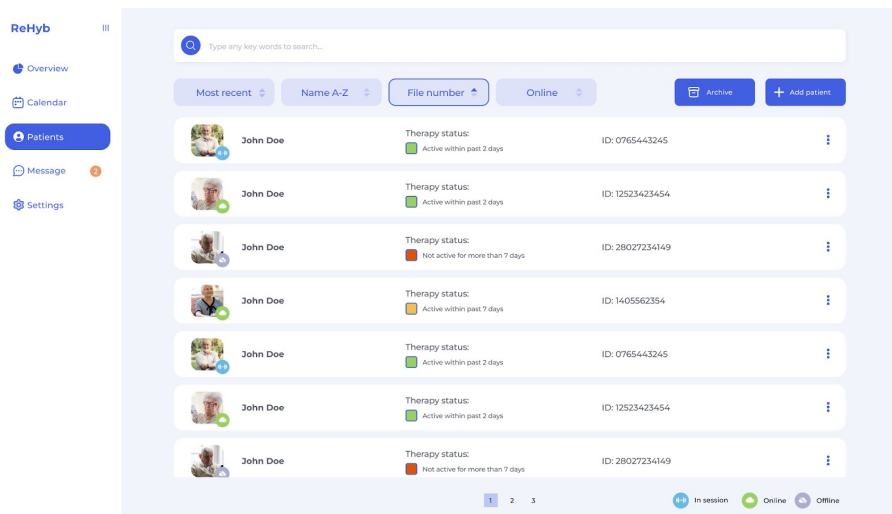 ReHyb
Overview
Calendar
Patients
Message 2
Settings
Type any key words to search...
Most recent Name A-Z File number Online Archive Add patient
John Doe Therapy status: ID: 0765443245
Active within past 2 days
John Doe Therapy status: ID: 12523423454
Active within past 2 days
John Doe Therapy status: ID: 28027234149
Not active for more than 7 days
John Doe Therapy status: ID: 1405562354
Active within past 7 days
John Doe Therapy status: ID: 0765443245
Active within past 2 days
John Doe Therapy status: ID: 12523423454
Active within past 2 days
John Doe Therapy status: ID: 28027234149
Not active for more than 7 days
1 2 3 In session Online Offline